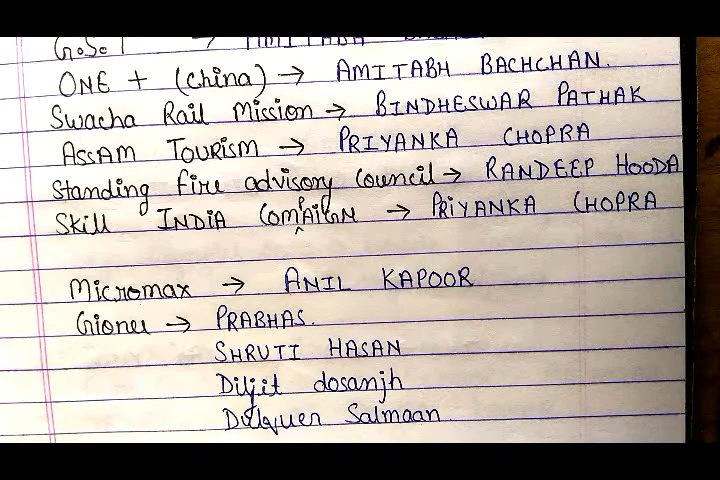 ONE + (China) → AMITABH BACHCHAN.
Swacha Rail Mission → BINDHESWAR PATHAK
ASSAM TOURISM → PRIYANKA CHOPRA
Standing fire advisory Council → RANDEEP HOODA
Skill INDIA COMPAIGN → PRIYANKA CHOPRA
Micromax → ANIL KAPOOR
Gionee → PRABHAS.
SHRUTI HASAN
Diljit dosanjh
Dulquer Salmaan